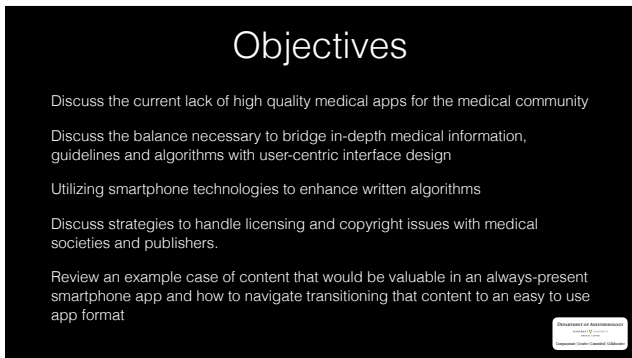 Objectives
Discuss the current lack of high quality medical apps for the medical community
Discuss the balance necessary to bridge in-depth medical information,
guidelines and algorithms with user-centric interface design
Utilizing smartphone technologies to enhance written algorithms
Discuss strategies to handle licensing and copyright issues with medical
societies and publishers.
Review an example case of content that would be valuable in an always-present
smartphone app and how to navigate transitioning that content to an easy to use
app format
DEPARTMENT OF ANESTHESIOLOGY
Compassionate | Creative | Committed | Collaborative